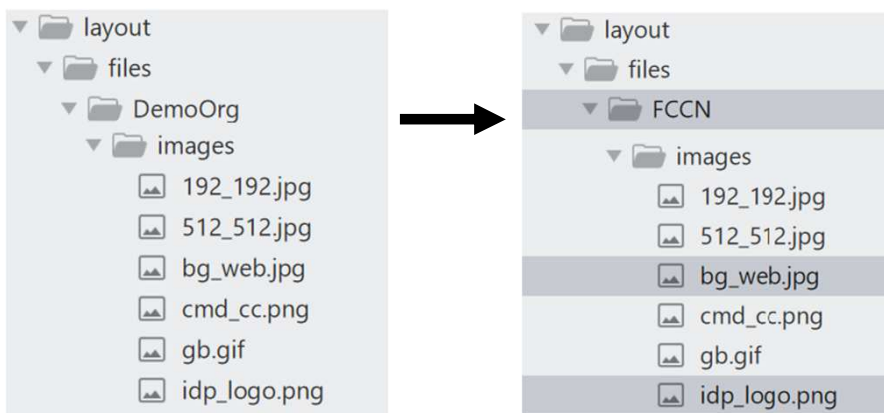 layout
files
DemoOrg
images
192_192.jpg
512_512.jpg
bg_web.jpg
cmd_cc.png
gb.gif
idp_logo.png
layout
files
FCCN
images
192_192.jpg
512_512.jpg
bg_web.jpg
cmd_cc.png
gb.gif
idp_logo.png